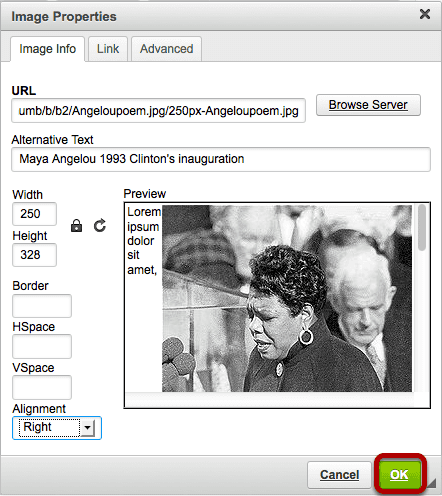 Image Properties
Image Info Link Advanced
URL
umb/b/b2/Angeloupoem.jpg/250px-Angeloupoem.jpg
Browse Server
Alternative Text
Maya Angelou 1993 Clinton's inauguration
Width
250
Height
328
Border
HSpace
VSpace
Alignment
Right
Preview
Lorem
ipsum
dolor
sit
amet,
Cancel
OK